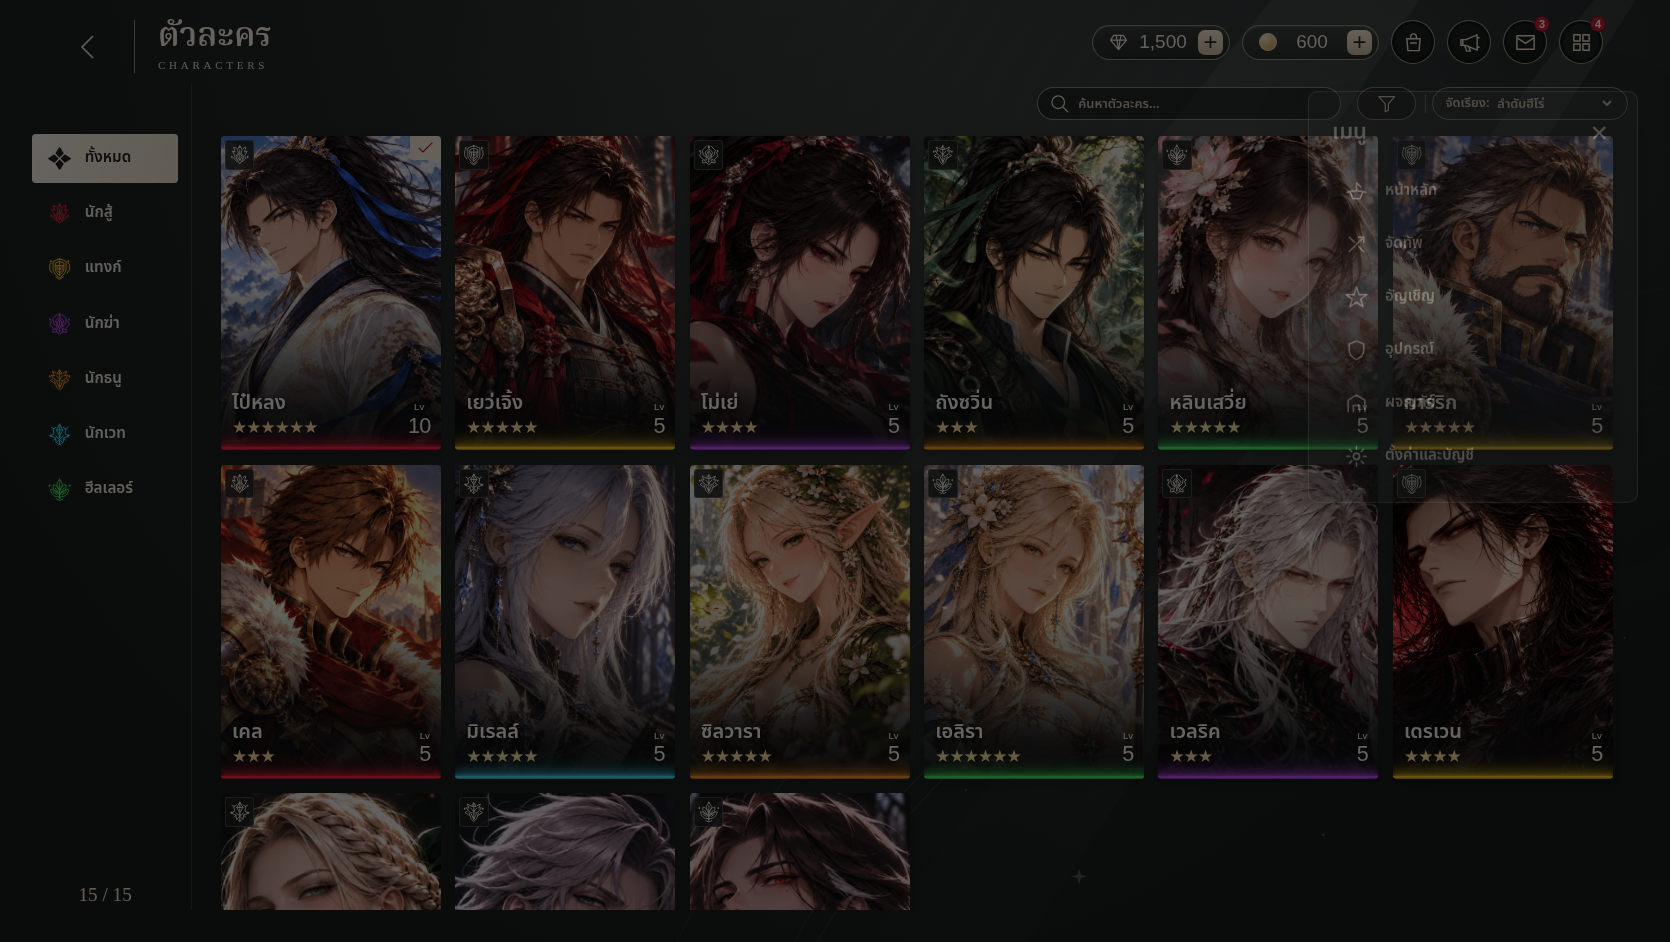 ตัวละคร
CHARACTERS
1,500
600
3
4
ค้นหาตัวละคร...
จัดเรียง: ลำดับฮีโร่
เมนู
หน้าหลัก
จัดทัพ
อัญเชิญ
อุปกรณ์
ตั้งค่าและบัญชี
ทั้งหมด
นักสู้
แทงก์
นักฆ่า
นักธนู
นักเวท
ฮีลเลอร์
15 / 15
ไป๋หลง
Lv
10
เยว่เจิ้ง
Lv
5
โม่เย่
Lv
5
ถังซวิ่น
Lv
5
หลินเสวี่ย
Lv
5
Lv
5
เคล
Lv
5
มิเรลล์
Lv
5
ซิลวารา
Lv
5
เอลิรา
Lv
5
เวลริค
Lv
5
เดรเวน
Lv
5